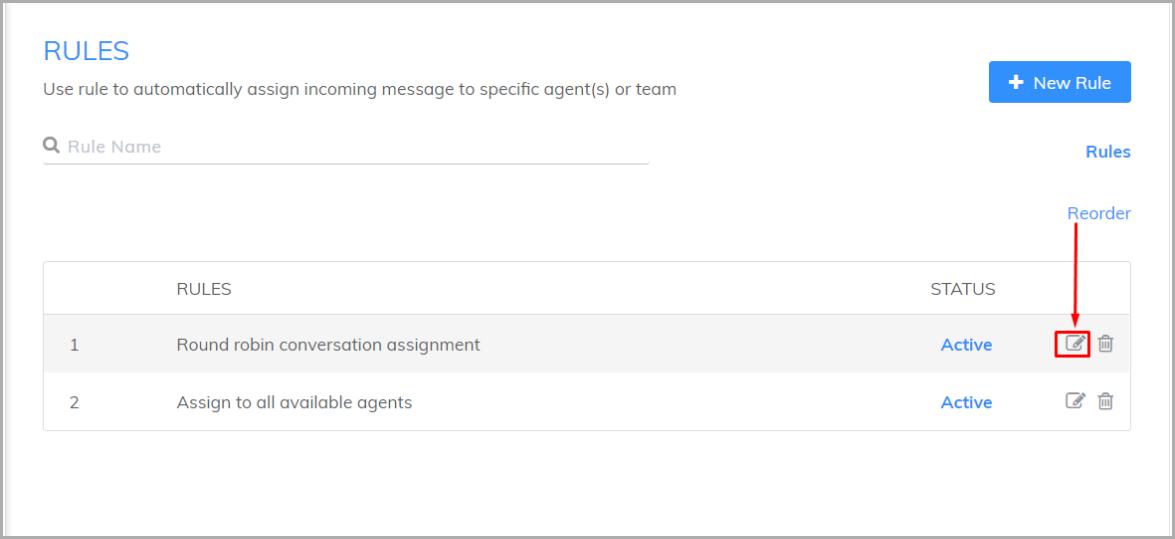 RULES
Use rule to automatically assign incoming message to specific agent(s) or team
New Rule
Rule Name
Rules
Reorder
RULES STATUS
1 Round robin conversation assignment Active
2 Assign to all available agents Active